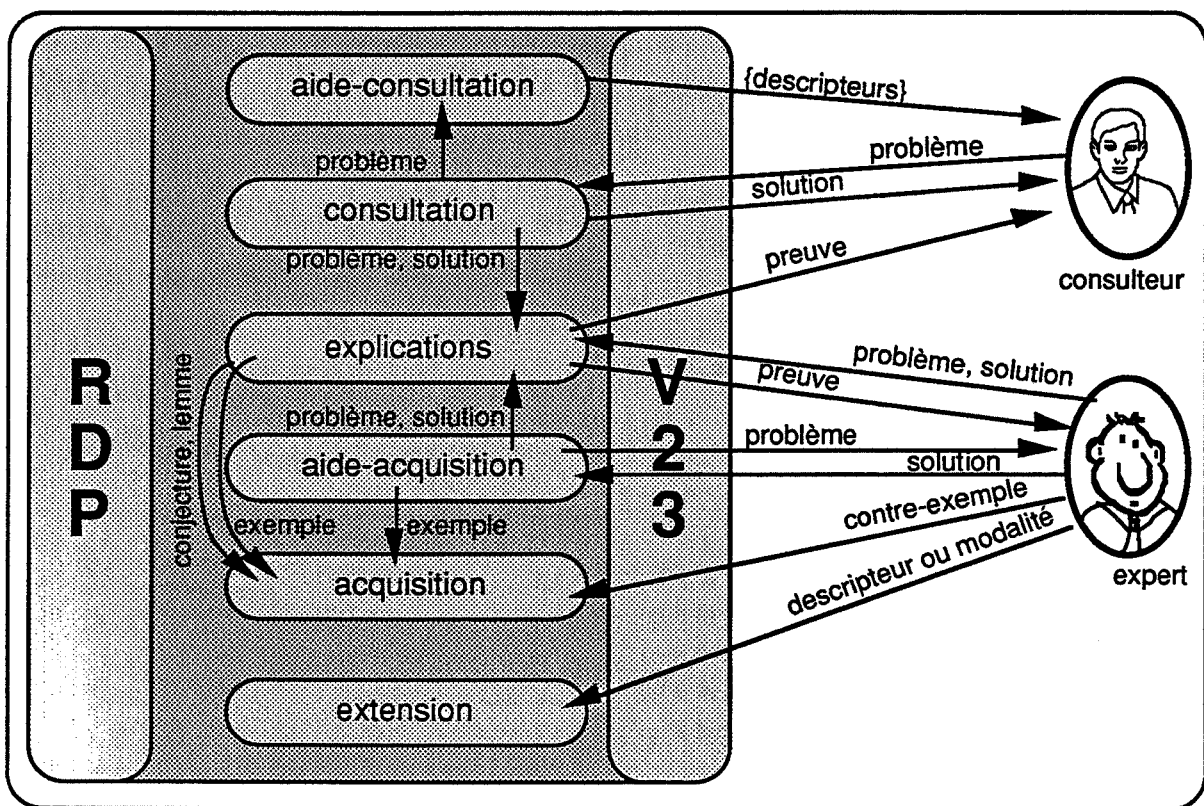 aide-consultation
{descripteurs}
problème
problème
consultation
solution
problème, solution
preuve
consulteur
explications
problème, solution
preuve
problème, solution
problème
aide-acquisition
solution
conjecture, lemme
exemple
exemple
contre-exemple
acquisition
descripteur ou modalité
expert
extension
R
D
P
V
2
3